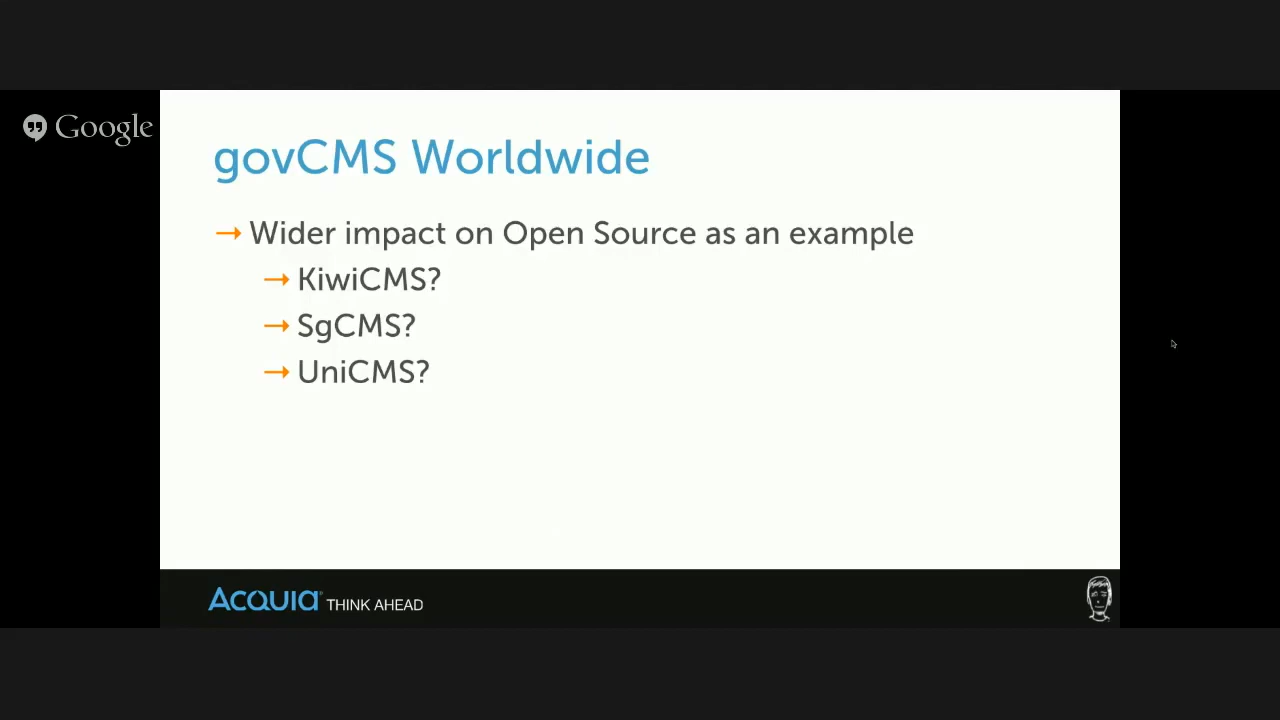 Google
govCMS Worldwide
→ Wider impact on Open Source as an example
→ KiwiCMS?
→ SgCMS?
→ UniCMS?
ACQUIA THINK AHEAD